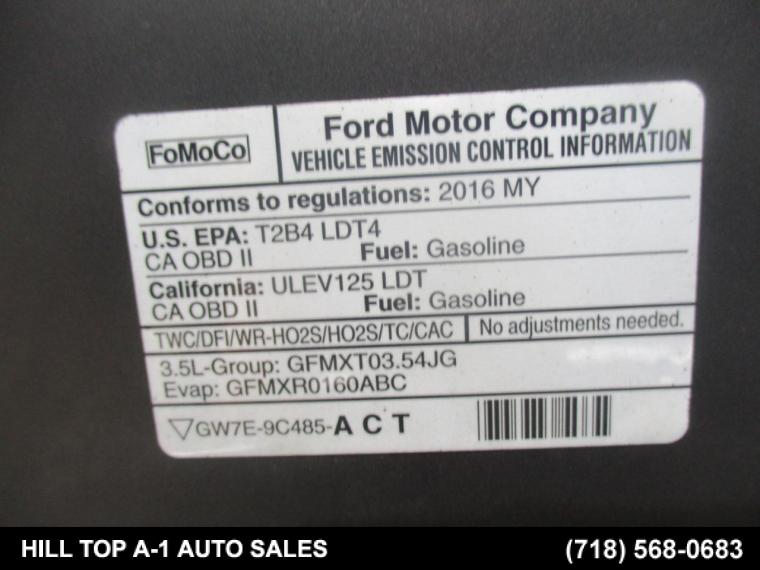 FoMoCo
Ford Motor Company
VEHICLE EMISSION CONTROL INFORMATION
Conforms to regulations: 2016 MY
U.S. EPA: T2B4 LDT4
CA OBD II Fuel: Gasoline
California: ULEV125 LDT
CA OBD II Fuel: Gasoline
TWC/DFI/WR-HO2S/HO2S/TC/CAC No adjustments needed.
3.5L-Group: GFMXT03.54JG
Evap: GFMXR0160ABC
GW7E-9C485-A C T
HILL TOP A-1 AUTO SALES (718) 568-0683